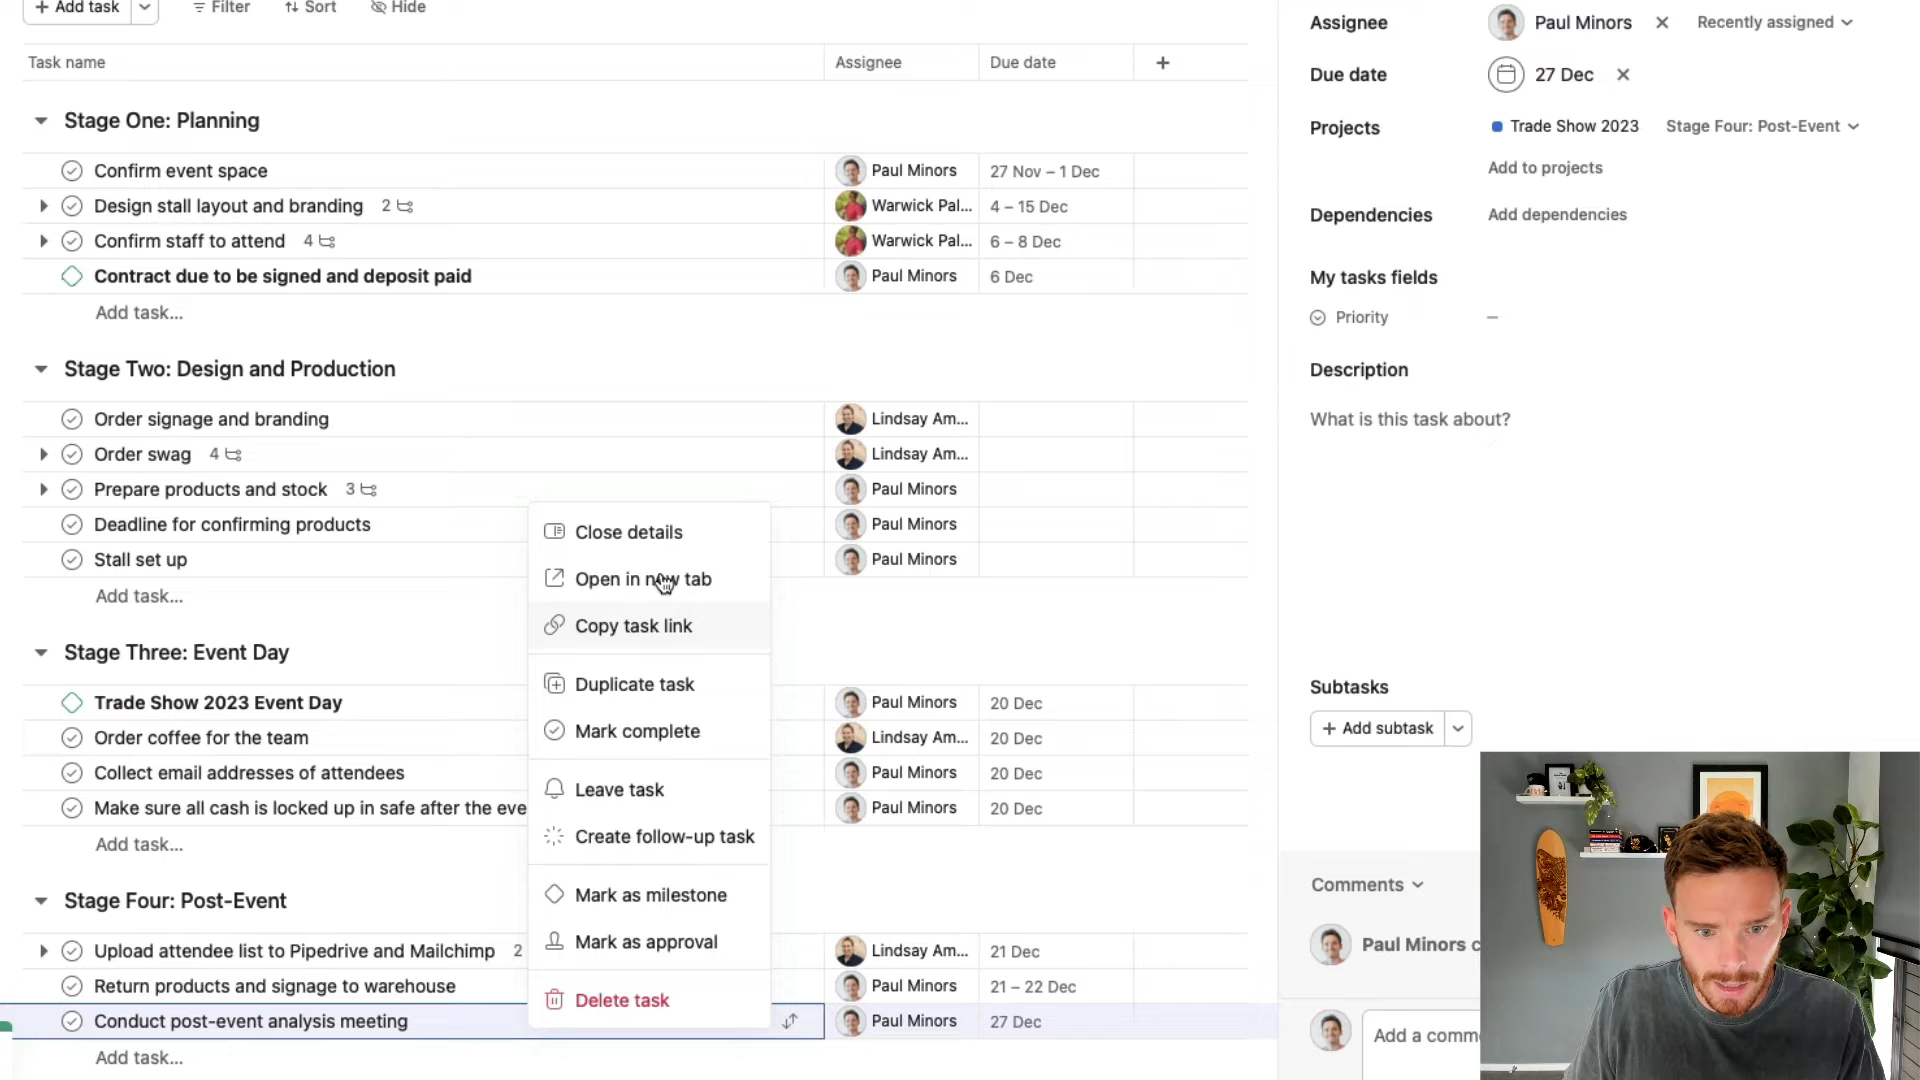 + Add task
Filter
Sort
Hide
Task name
Assignee
Due date
+
Stage One: Planning
Confirm event space
Paul Minors
27 Nov – 1 Dec
Design stall layout and branding
2
Warwick Pal...
4 – 15 Dec
Confirm staff to attend
4
Warwick Pal...
6 – 8 Dec
Contract due to be signed and deposit paid
Paul Minors
6 Dec
Add task...
Stage Two: Design and Production
Order signage and branding
Lindsay Am...
Order swag
4
Lindsay Am...
Prepare products and stock
3
Paul Minors
Deadline for confirming products
Paul Minors
Stall set up
Paul Minors
Add task...
Stage Three: Event Day
Trade Show 2023 Event Day
Paul Minors
20 Dec
Order coffee for the team
Lindsay Am...
20 Dec
Collect email addresses of attendees
Paul Minors
20 Dec
Make sure all cash is locked up in safe after the eve
Paul Minors
20 Dec
Add task...
Stage Four: Post-Event
Upload attendee list to Pipedrive and Mailchimp
2
Lindsay Am...
21 Dec
Return products and signage to warehouse
Paul Minors
21 – 22 Dec
Conduct post-event analysis meeting
Paul Minors
27 Dec
Add task...
Close details
Open in new tab
Copy task link
Duplicate task
Mark complete
Leave task
Create follow-up task
Mark as milestone
Mark as approval
Delete task
Assignee
Paul Minors
Recently assigned
Due date
27 Dec
Projects
Trade Show 2023
Stage Four: Post-Event
Add to projects
Dependencies
Add dependencies
My tasks fields
Priority
—
Description
What is this task about?
Subtasks
+ Add subtask
Comments
Paul Minors c
Add a comm